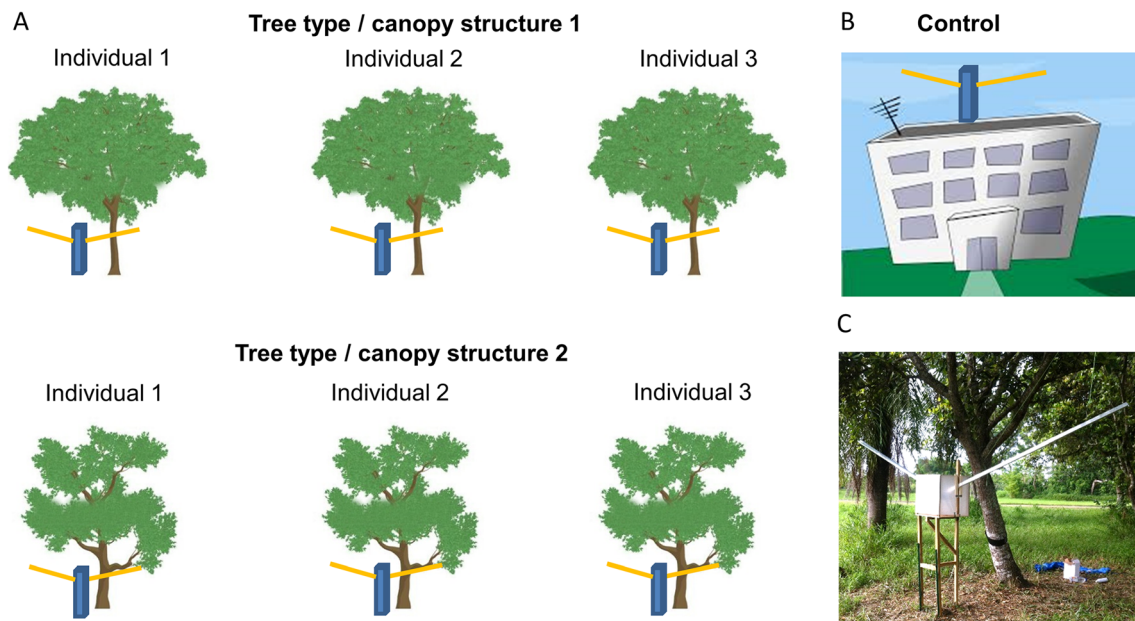 A
Tree type / canopy structure 1
Individual 1
Individual 2
Individual 3
Tree type / canopy structure 2
Individual 1
Individual 2
Individual 3
B
Control
C